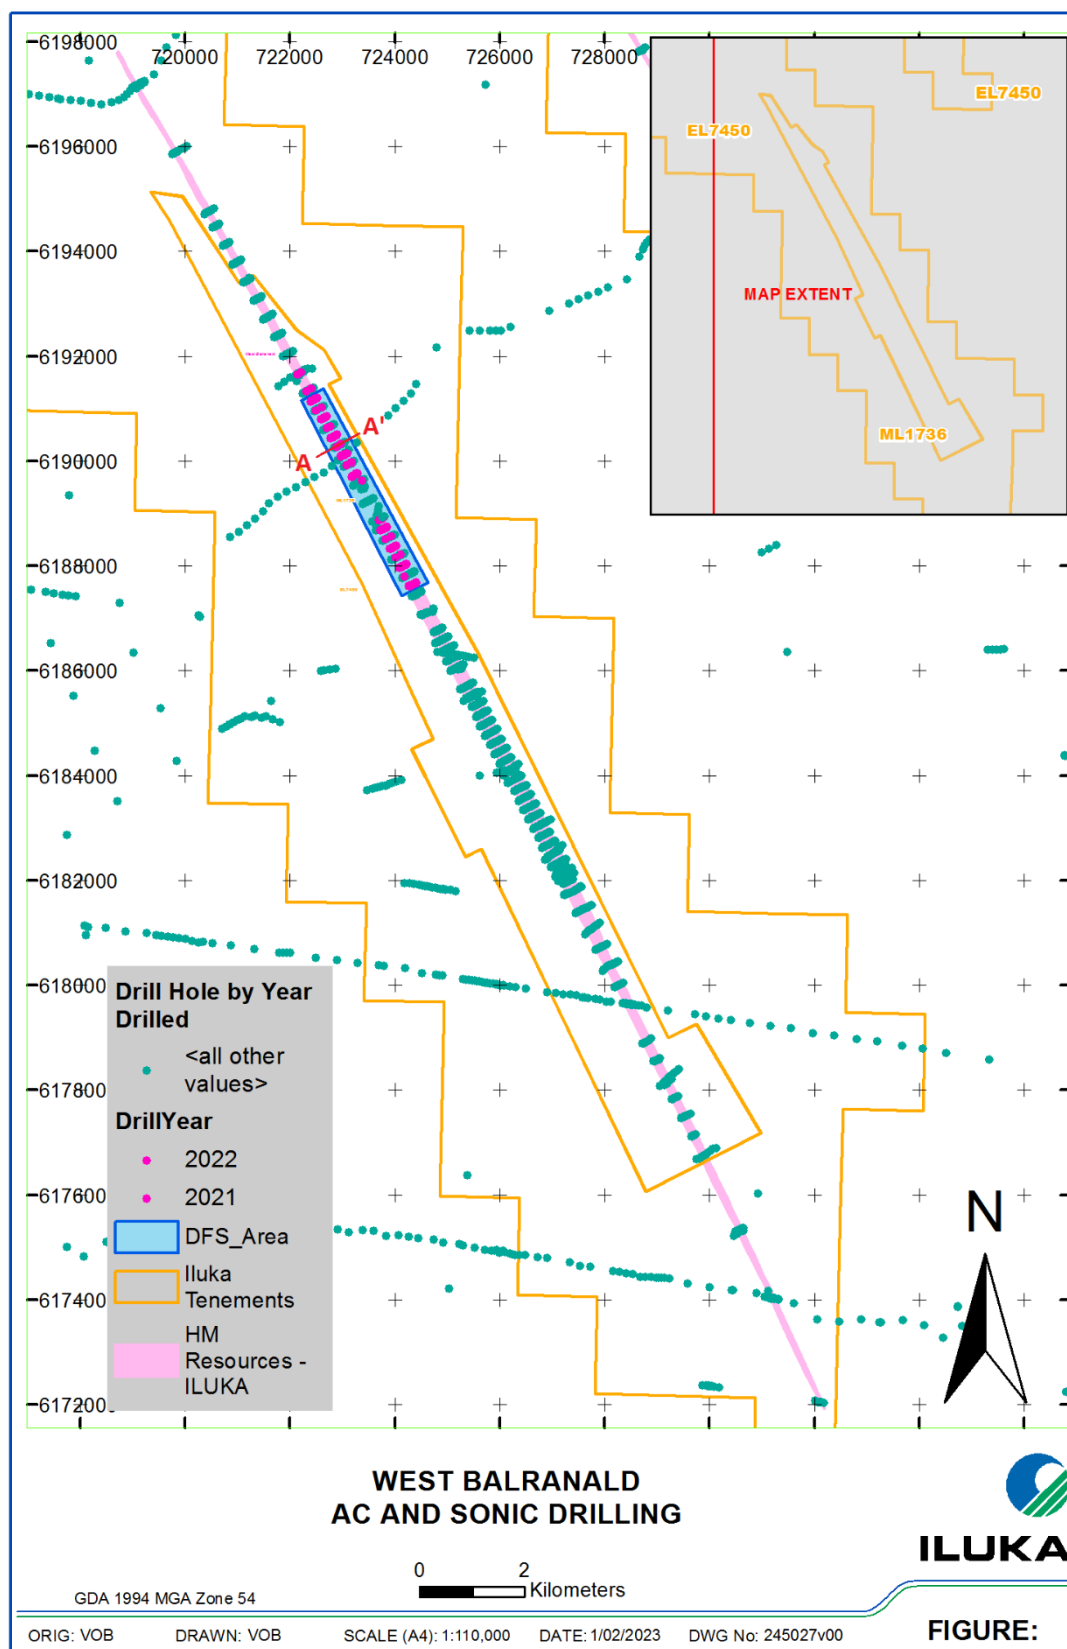 6198000
720000
722000
724000
726000
728000
6196000
6194000
6192000
6190000
6188000
6186000
6184000
6182000
618000
617800
617600
617400
617200
EL7450
EL7450
MAP EXTENT
ML1736
A
A'
EL7450
Drill Hole by Year
Drilled
<all other
values>
DrillYear
2022
2021
DFS_Area
Iluka
Tenements
HM
Resources -
ILUKA
N
WEST BALRANALD
AC AND SONIC DRILLING
0
2
Kilometers
ILUKA
GDA 1994 MGA Zone 54
ORIG: VOB
DRAWN: VOB
SCALE (A4): 1:110,000
DATE: 1/02/2023
DWG No: 245027v00
FIGURE: